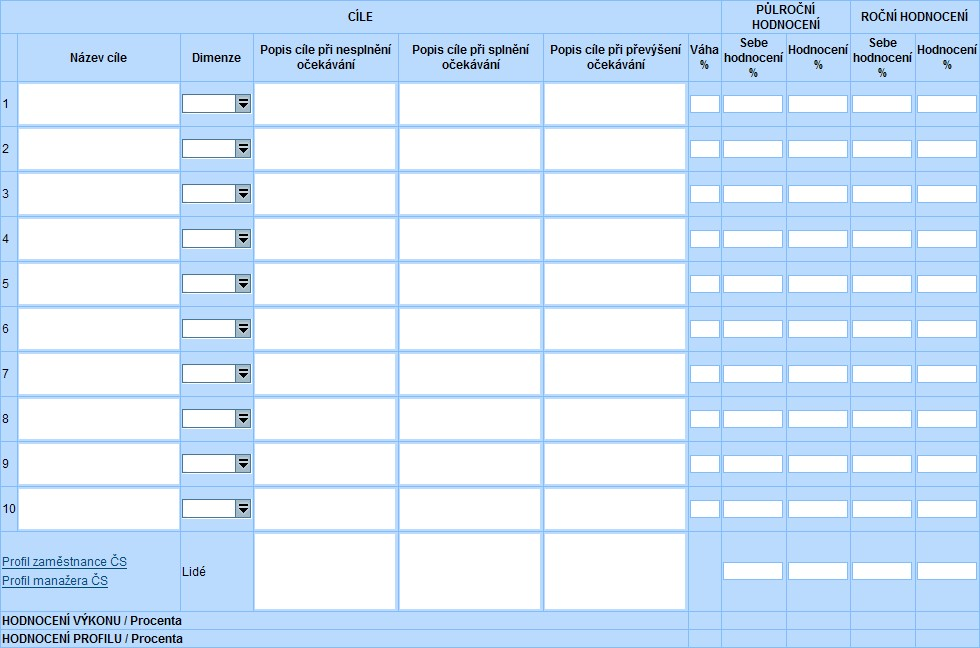 CÍLE
PŮLROČNÍ
HODNOCENÍ
ROČNÍ HODNOCENÍ
Název cíle
Dimenze
Popis cíle při nesplnění
očekávání
Popis cíle při splnění
očekávání
Popis cíle při převýšení
očekávání
Váha
%
Sebe
hodnocení
%
Hodnocení
%
Sebe
hodnocení
%
Hodnocení
%
1
2
3
4
5
6
7
8
9
10
Profil zaměstnance ČS
Profil manažera ČS
Lidé
HODNOCENÍ VÝKONU / Procenta
HODNOCENÍ PROFILU / Procenta